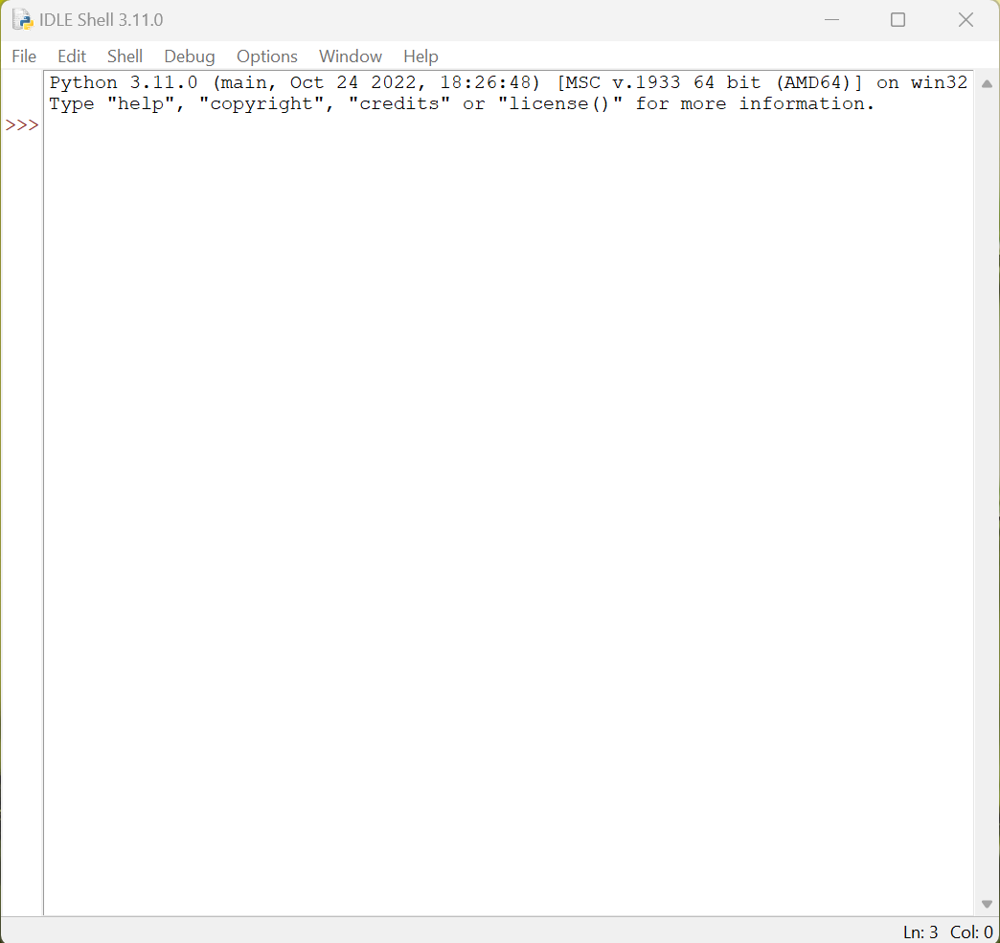 IDLE Shell 3.11.0
File Edit Shell Debug Options Window Help
Python 3.11.0 (main, Oct 24 2022, 18:26:48) [MSC v.1933 64 bit (AMD64)] on win32
Type "help", "copyright", "credits" or "license()" for more information.
>>>
Ln: 3 Col: 0